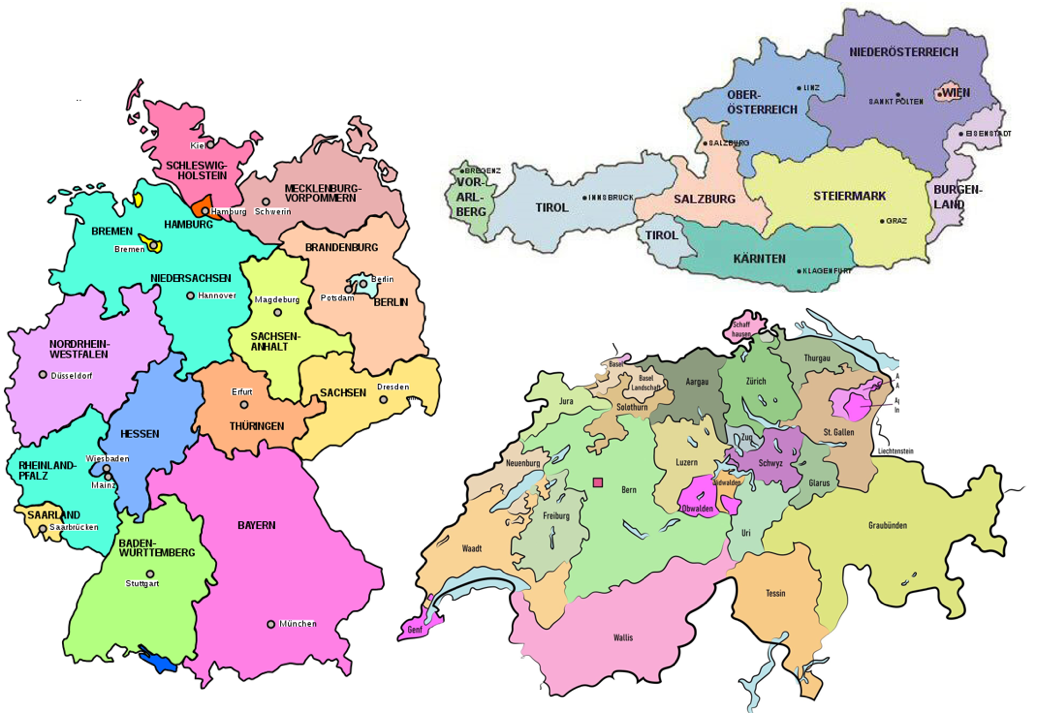 Kiel
SCHLESWIG-
HOLSTEIN
MECKLENBURG-
VORPOMMERN
Hamburg
Schwerin
HAMBURG
BREMEN
Bremen
BRANDENBURG
NIEDERSACHSEN
Hannover
Berlin
Potsdam
BERLIN
Magdeburg
SACHSEN-
ANHALT
NORDRHEIN-
WESTFALEN
Düsseldorf
Erfurt
THÜRINGEN
SACHSEN
Dresden
HESSEN
Wiesbaden
Mainz
RHEINLAND-
PFALZ
SAARLAND
Saarbrücken
BADEN-
WÜRTTEMBERG
Stuttgart
BAYERN
München
NIEDERÖSTERREICH
OBER-
ÖSTERREICH
LINZ
SANKT PÖLTEN
WIEN
EISENSTADT
SALZBURG
BREGENZ
VOR-
ARL-
BERG
TIROL
INNSBRUCK
SALZBURG
STEIERMARK
GRAZ
BURGEN-
LAND
TIROL
KÄRNTEN
KLAGENFURT
Schaff
hausen
Thurgau
Basel
Basel
Landschaft
Aargau
Zürich
Jura
Solothurn
A
A
A
In
St. Gallen
Liechtenstein
Zug
Schwyz
Luzern
Glarus
Neuenburg
Bern
Obwalden
Nidwalden
Freiburg
Uri
Graubünden
Waadt
Tessin
Genf
Wallis